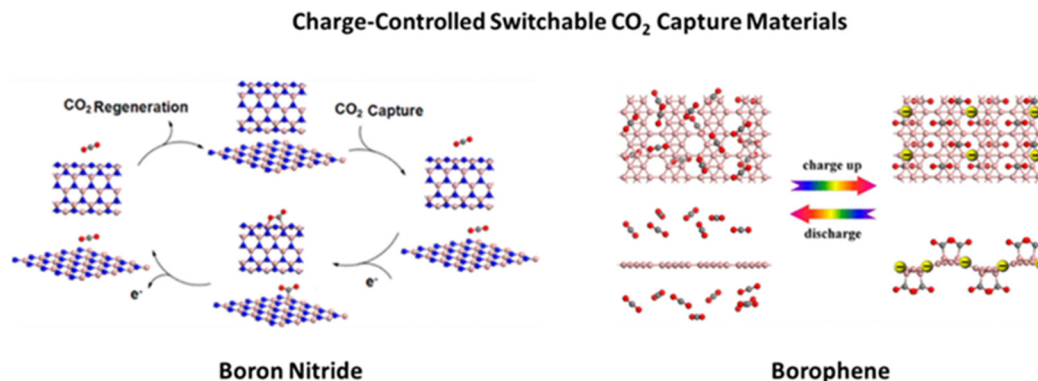 Charge-Controlled Switchable CO₂ Capture Materials
CO₂ Regeneration
CO₂ Capture
e⁻
e⁻
charge up
discharge
Boron Nitride
Borophene